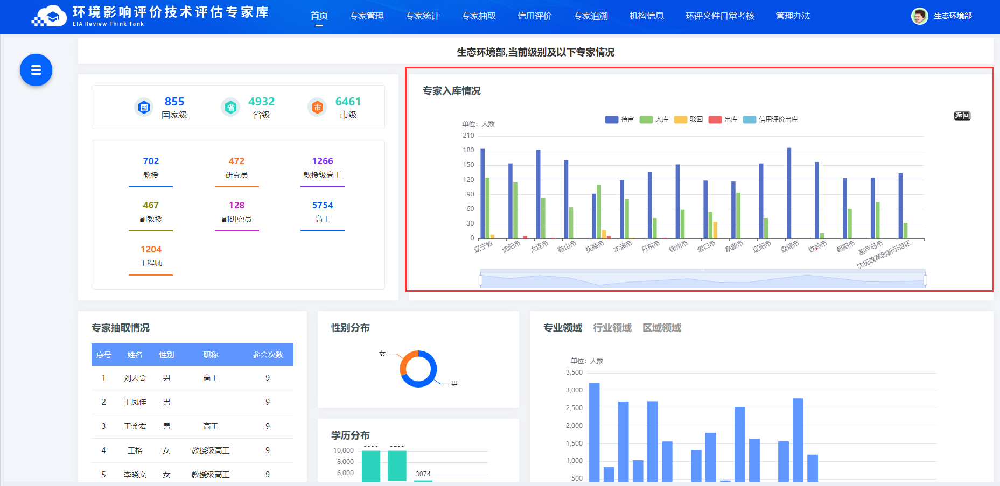 环境影响评价技术评估专家库
EIA Review Think Tank
首页 专家管理 专家统计 专家抽取 信用评价 专家追溯 机构信息 环评文件日常考核 管理办法
生态环境部
生态环境部,当前级别及以下专家情况
国 855 国家级
省 4932 省级
市 6461 市级
702 472 1266
教授 研究员 教授级高工
467 128 5754
副教授 副研究员 高工
1204
工程师
专家入库情况
待审 入库 驳回 出库 信用评价出库
返回
单位：人数
210
180
150
120
90
60
30
0
辽宁省 沈阳市 大连市 鞍山市 抚顺市 本溪市 丹东市 锦州市 营口市 阜新市 辽阳市 盘锦市 铁岭市 朝阳市 葫芦岛市 沈抚改革创新示范区
专家抽取情况
序号 姓名 性别 职称 参会次数
1 刘天会 男 高工 9
2 王凤佳 男 9
3 王金宏 男 高工 9
4 王格 女 教授级高工 9
5 李晓文 女 教授级高工 9
性别分布
女
男
学历分布
10,000
8,000
6,000
3074
专业领域 行业领域 区域领域
单位：人数
3,500
3,000
2,500
2,000
1,500
1,000
500